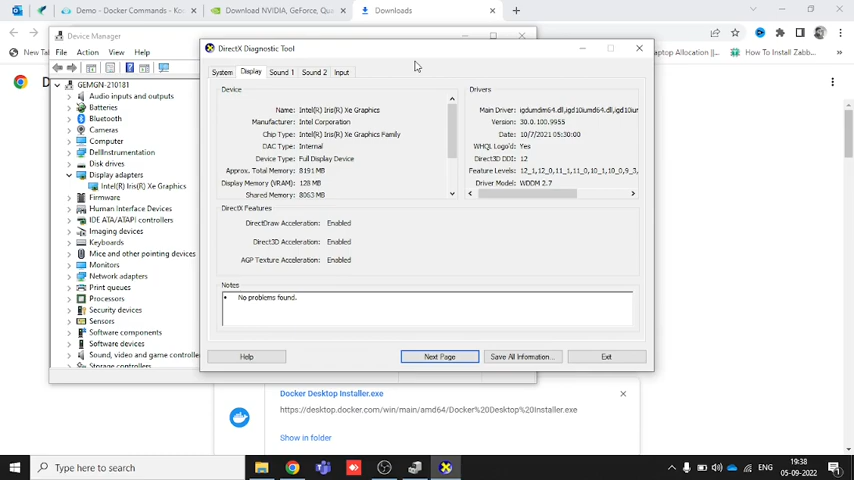 Demo - Docker Commands - Ko
Download NVIDIA, GeForce, Qua
Downloads
Device Manager
File Action View Help
GEMGN-210181
Audio inputs and outputs
Batteries
Bluetooth
Cameras
Computer
DellInstrumentation
Disk drives
Display adapters
Intel(R) Iris(R) Xe Graphics
Firmware
Human Interface Devices
IDE ATA/ATAPI controllers
Imaging devices
Keyboards
Mice and other pointing devices
Monitors
Network adapters
Print queues
Processors
Security devices
Sensors
Software components
Software devices
Sound, video and game controlle
Storage controllers
DirectX Diagnostic Tool
System Display Sound 1 Sound 2 Input
Device
Name: Intel(R) Iris(R) Xe Graphics
Manufacturer: Intel Corporation
Chip Type: Intel(R) Iris(R) Xe Graphics Family
DAC Type: Internal
Device Type: Full Display Device
Approx. Total Memory: 8191 MB
Display Memory (VRAM): 128 MB
Shared Memory: 8063 MB
Drivers
Main Driver: igdumdim64.dll,igd10iumd64.dll,igd10iu
Version: 30.0.100.9955
Date: 10/7/2021 05:30:00
WHQL Logo'd: Yes
Direct3D DDI: 12
Feature Levels: 12_1,12_0,11_1,11_0,10_1,10_0,9_3,
Driver Model: WDDM 2.7
DirectX Features
DirectDraw Acceleration: Enabled
Direct3D Acceleration: Enabled
AGP Texture Acceleration: Enabled
Notes
• No problems found.
Help Next Page Save All Information... Exit
New Ta
aptop Allocation |...
How To Install Zabb...
D
Docker Desktop Installer.exe
https://desktop.docker.com/win/main/amd64/Docker%20Desktop%20Installer.exe
Show in folder
Type here to search
ENG
19:38
05-09-2022